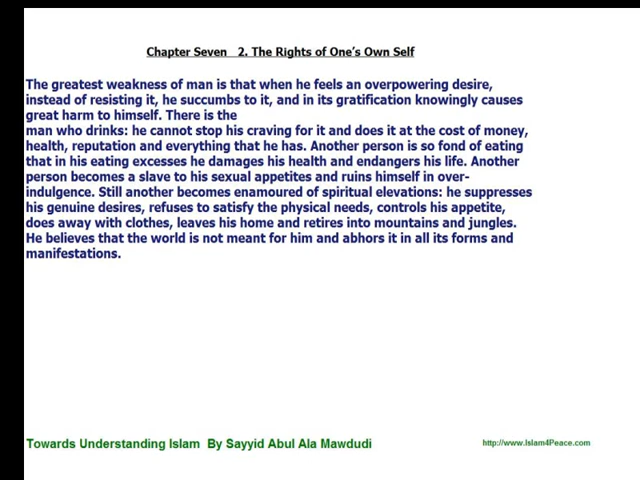 Chapter Seven   2. The Rights of One's Own Self
The greatest weakness of man is that when he feels an overpowering desire,
instead of resisting it, he succumbs to it, and in its gratification knowingly causes
great harm to himself. There is the
man who drinks: he cannot stop his craving for it and does it at the cost of money,
health, reputation and everything that he has. Another person is so fond of eating
that in his eating excesses he damages his health and endangers his life. Another
person becomes a slave to his sexual appetites and ruins himself in over-
indulgence. Still another becomes enamoured of spiritual elevations: he suppresses
his genuine desires, refuses to satisfy the physical needs, controls his appetite,
does away with clothes, leaves his home and retires into mountains and jungles.
He believes that the world is not meant for him and abhors it in all its forms and
manifestations.
Towards Understanding Islam  By Sayyid Abul Ala Mawdudi
http://www.Islam4Peace.com